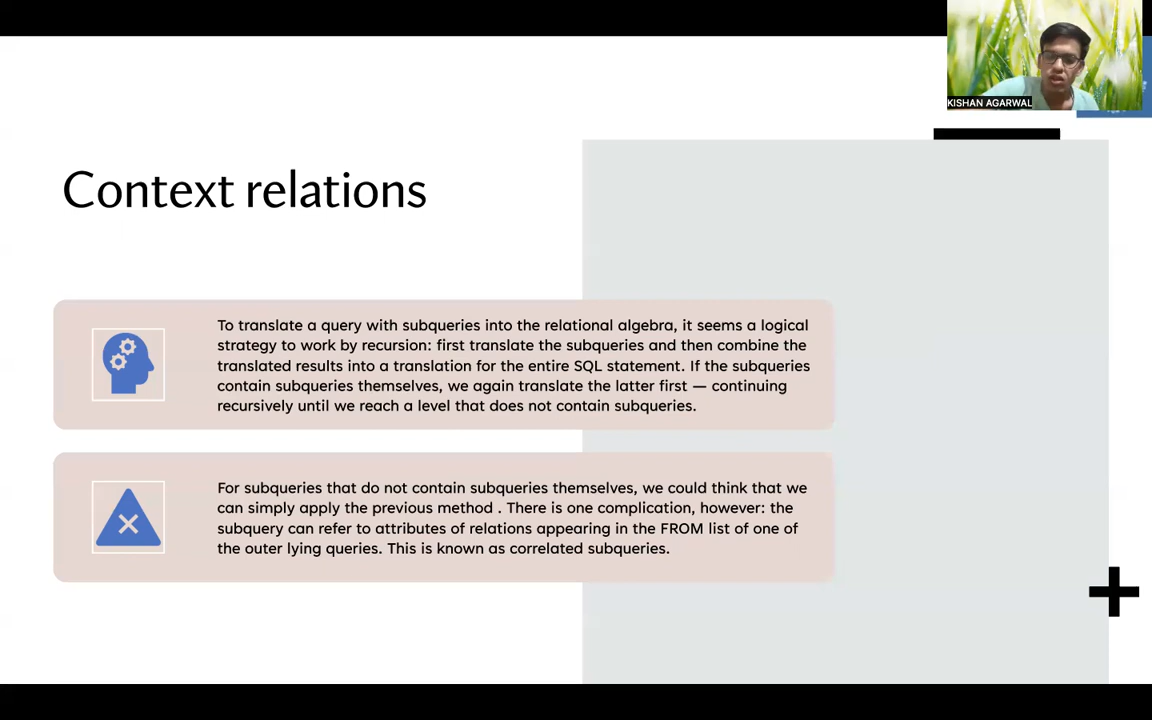 KISHAN AGARWAL
Context relations
To translate a query with subqueries into the relational algebra, it seems a logical
strategy to work by recursion: first translate the subqueries and then combine the
translated results into a translation for the entire SQL statement. If the subqueries
contain subqueries themselves, we again translate the latter first — continuing
recursively until we reach a level that does not contain subqueries.
For subqueries that do not contain subqueries themselves, we could think that we
can simply apply the previous method . There is one complication, however: the
subquery can refer to attributes of relations appearing in the FROM list of one of
the outer lying queries. This is known as correlated subqueries.